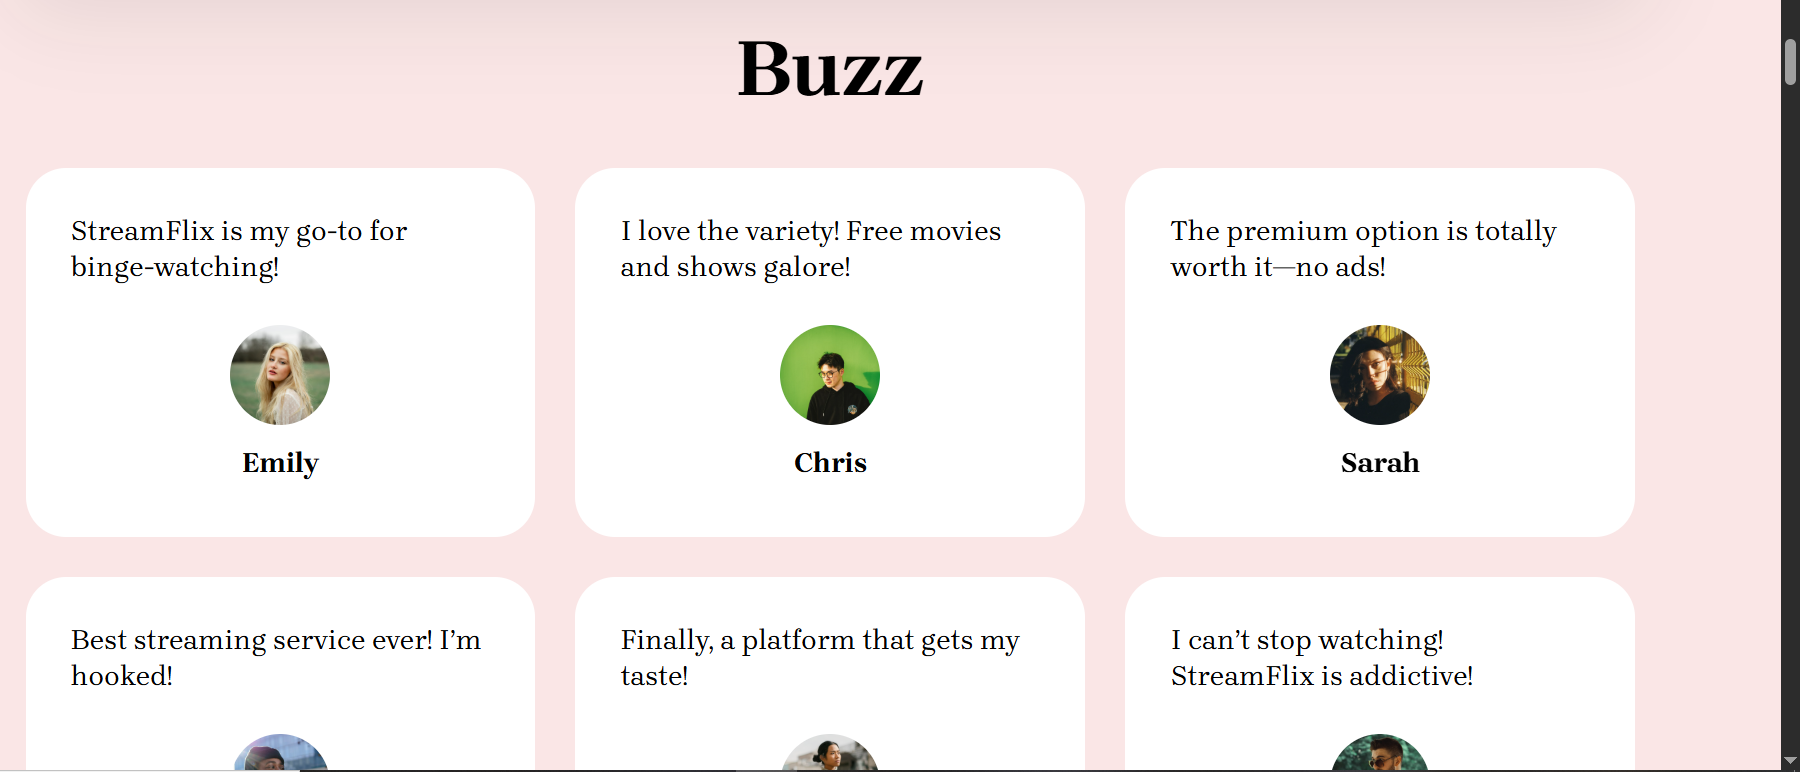 Buzz
StreamFlix is my go-to for
binge-watching!
Emily
I love the variety! Free movies
and shows galore!
Chris
The premium option is totally
worth it—no ads!
Sarah
Best streaming service ever! I’m
hooked!
Finally, a platform that gets my
taste!
I can’t stop watching!
StreamFlix is addictive!